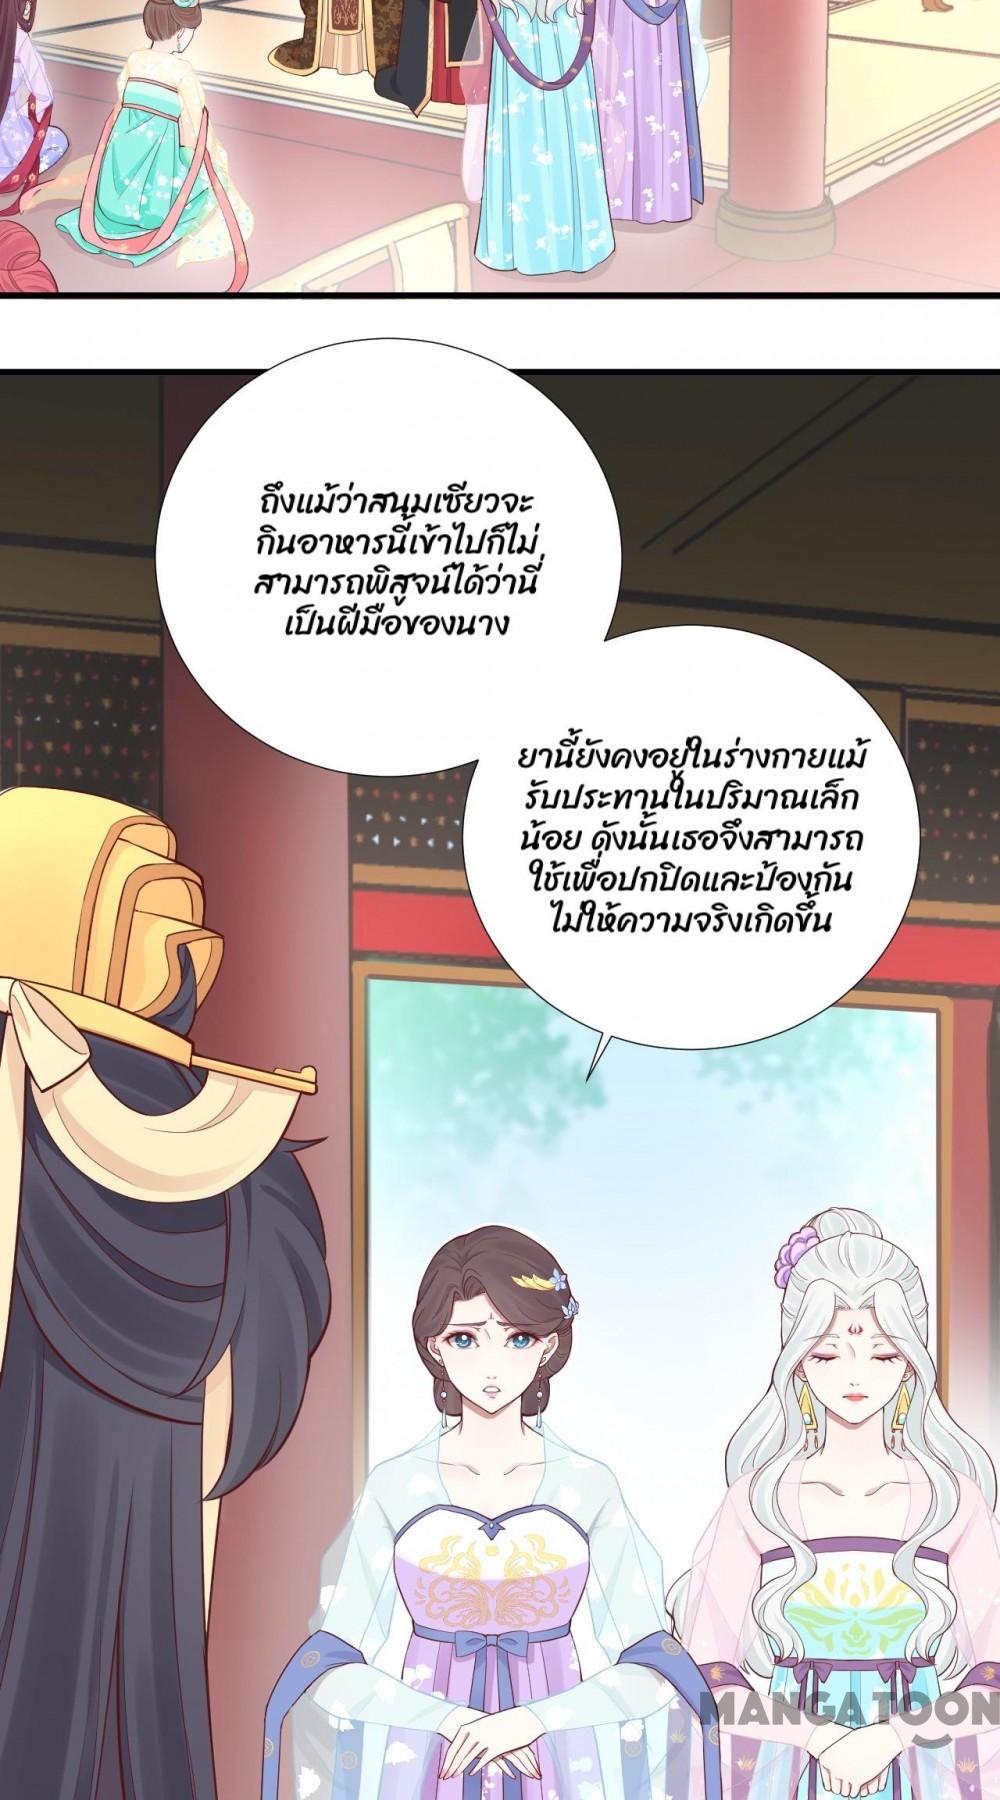 ถึงแม้ว่าสนมเซียวจะ
กินอาหารนี้เข้าไปก็ไม่
สามารถพิสูจน์ได้ว่านี่
เป็นฝีมือของนาง
ยานี้ยังคงอยู่ในร่างกายแม้
รับประทานในปริมาณเล็ก
น้อย ดังนั้นเธอจึงสามารถ
ใช้เพื่อปกปิดและป้องกัน
ไม่ให้ความจริงเกิดขึ้น
MANGATOON